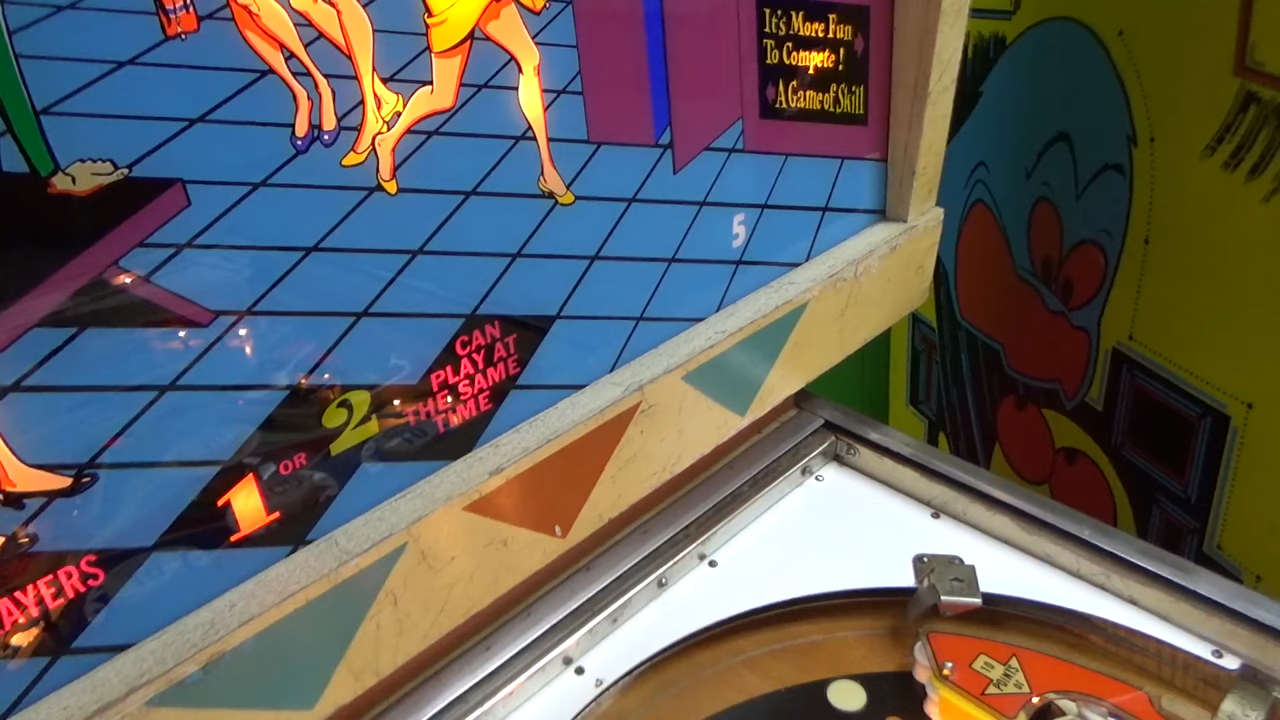 It's More Fun
To Compete!
A Game of Skill
5
CAN
PLAY AT
THE SAME
TIME
1 OR 2
AYERS
10
POINTS